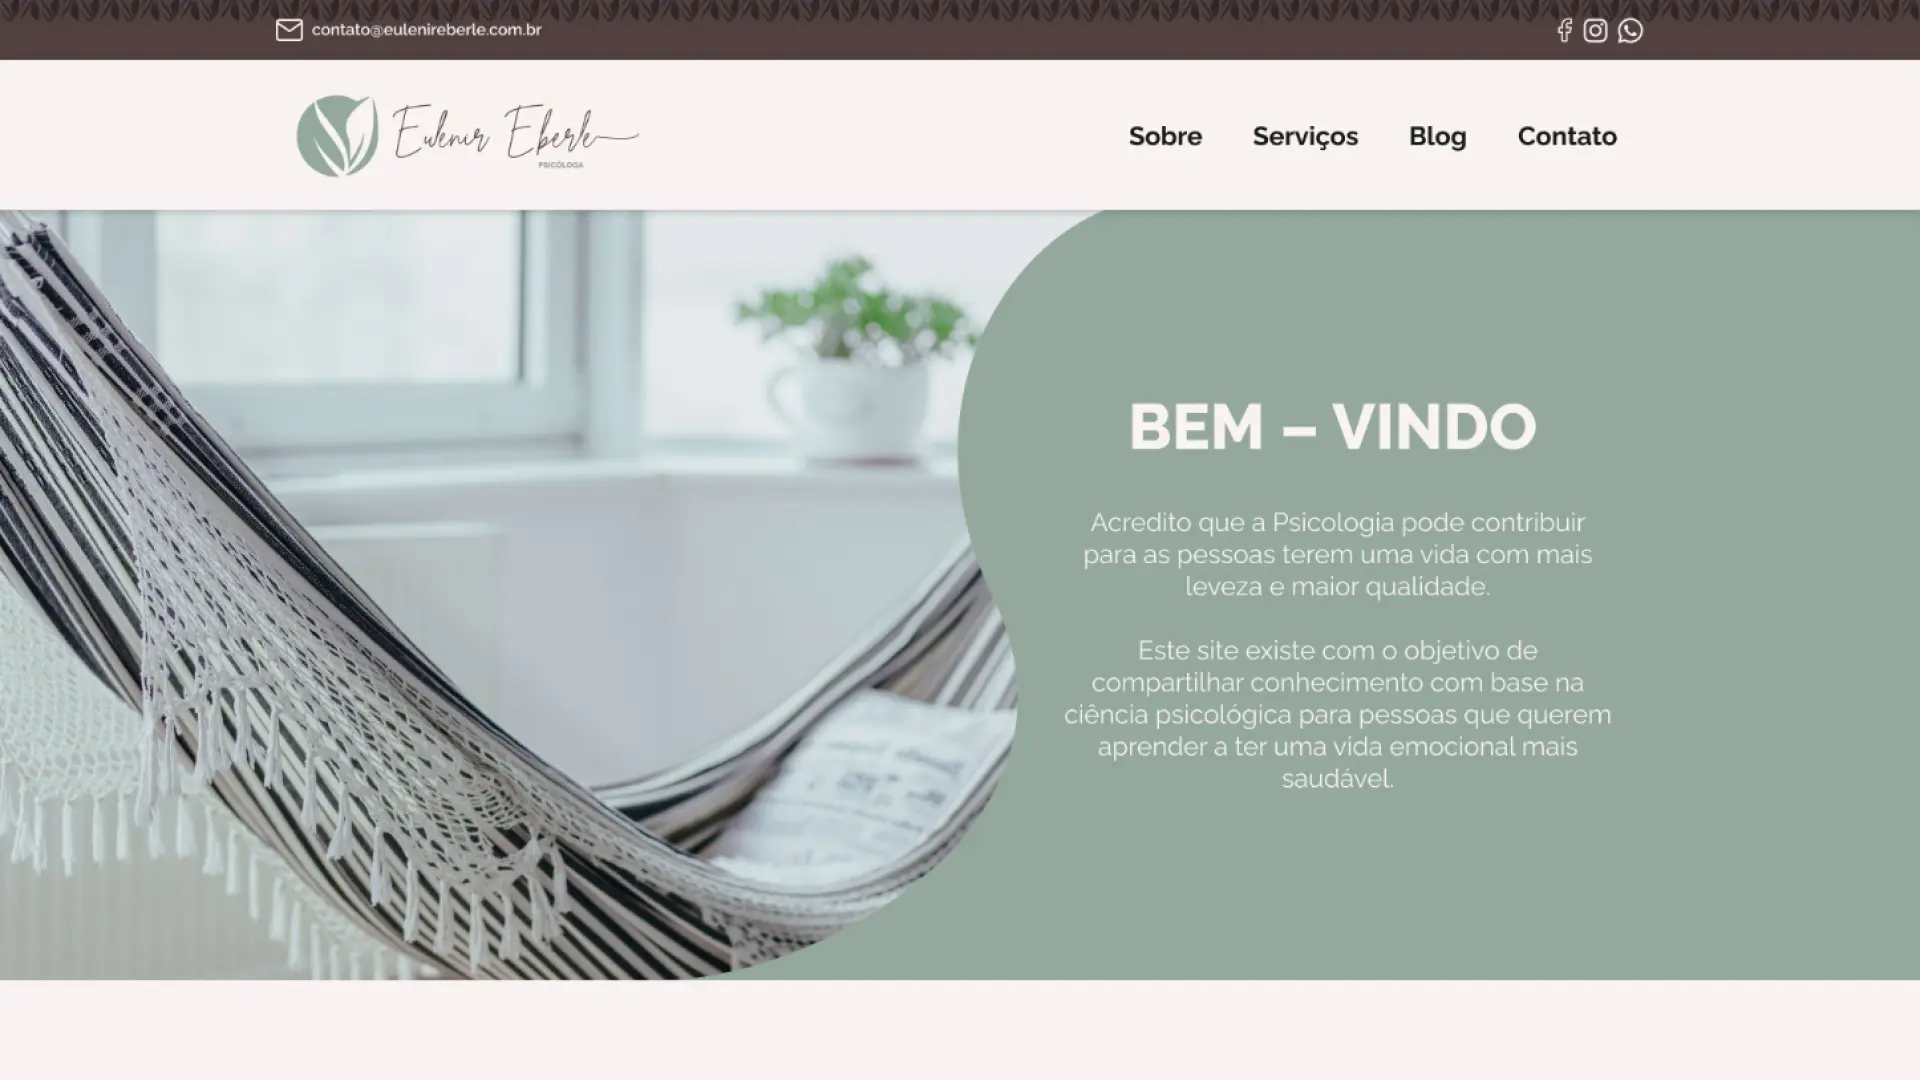 contato@eulenireberle.com.br
Eulenir Eberle
PSICÓLOGA
Sobre
Serviços
Blog
Contato
BEM – VINDO
Acredito que a Psicologia pode contribuir
para as pessoas terem uma vida com mais
leveza e maior qualidade.
Este site existe com o objetivo de
compartilhar conhecimento com base na
ciência psicológica para pessoas que querem
aprender a ter uma vida emocional mais
saudável.